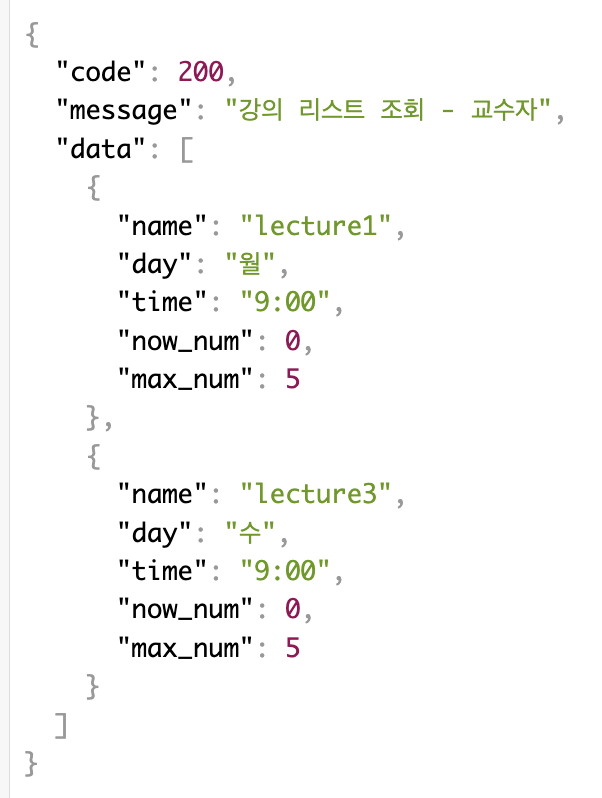 {
"code": 200,
"message": "강의 리스트 조회 - 교수자",
"data": [
{
"name": "lecture1",
"day": "월",
"time": "9:00",
"now_num": 0,
"max_num": 5
},
{
"name": "lecture3",
"day": "수",
"time": "9:00",
"now_num": 0,
"max_num": 5
}
]
}